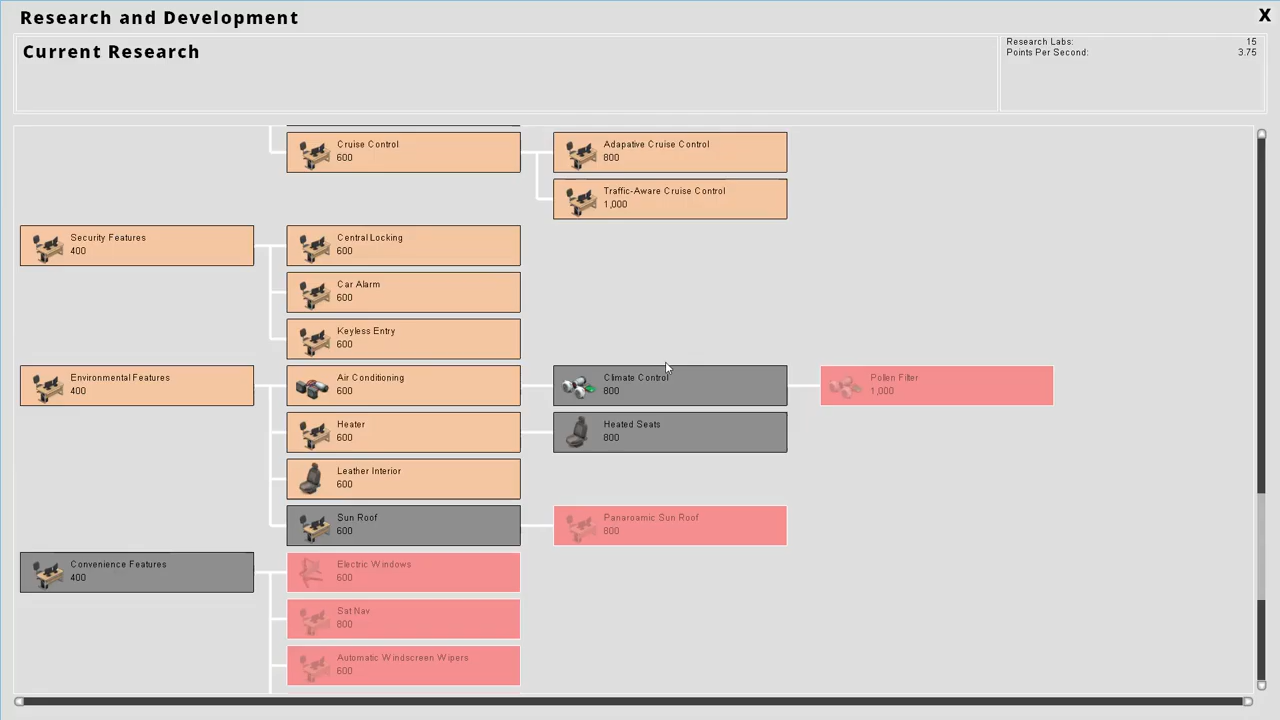 Research and Development
X
Current Research
Research Labs: 15
Points Per Second: 3.75
Cruise Control
600
Adapative Cruise Control
800
Traffic-Aware Cruise Control
1,000
Security Features
400
Central Locking
600
Car Alarm
600
Keyless Entry
600
Environmental Features
400
Air Conditioning
600
Climate Control
800
Pollen Filter
1,000
Heater
600
Heated Seats
800
Leather Interior
600
Sun Roof
600
Panaroamic Sun Roof
800
Convenience Features
400
Electric Windows
600
Sat Nav
800
Automatic Windscreen Wipers
600